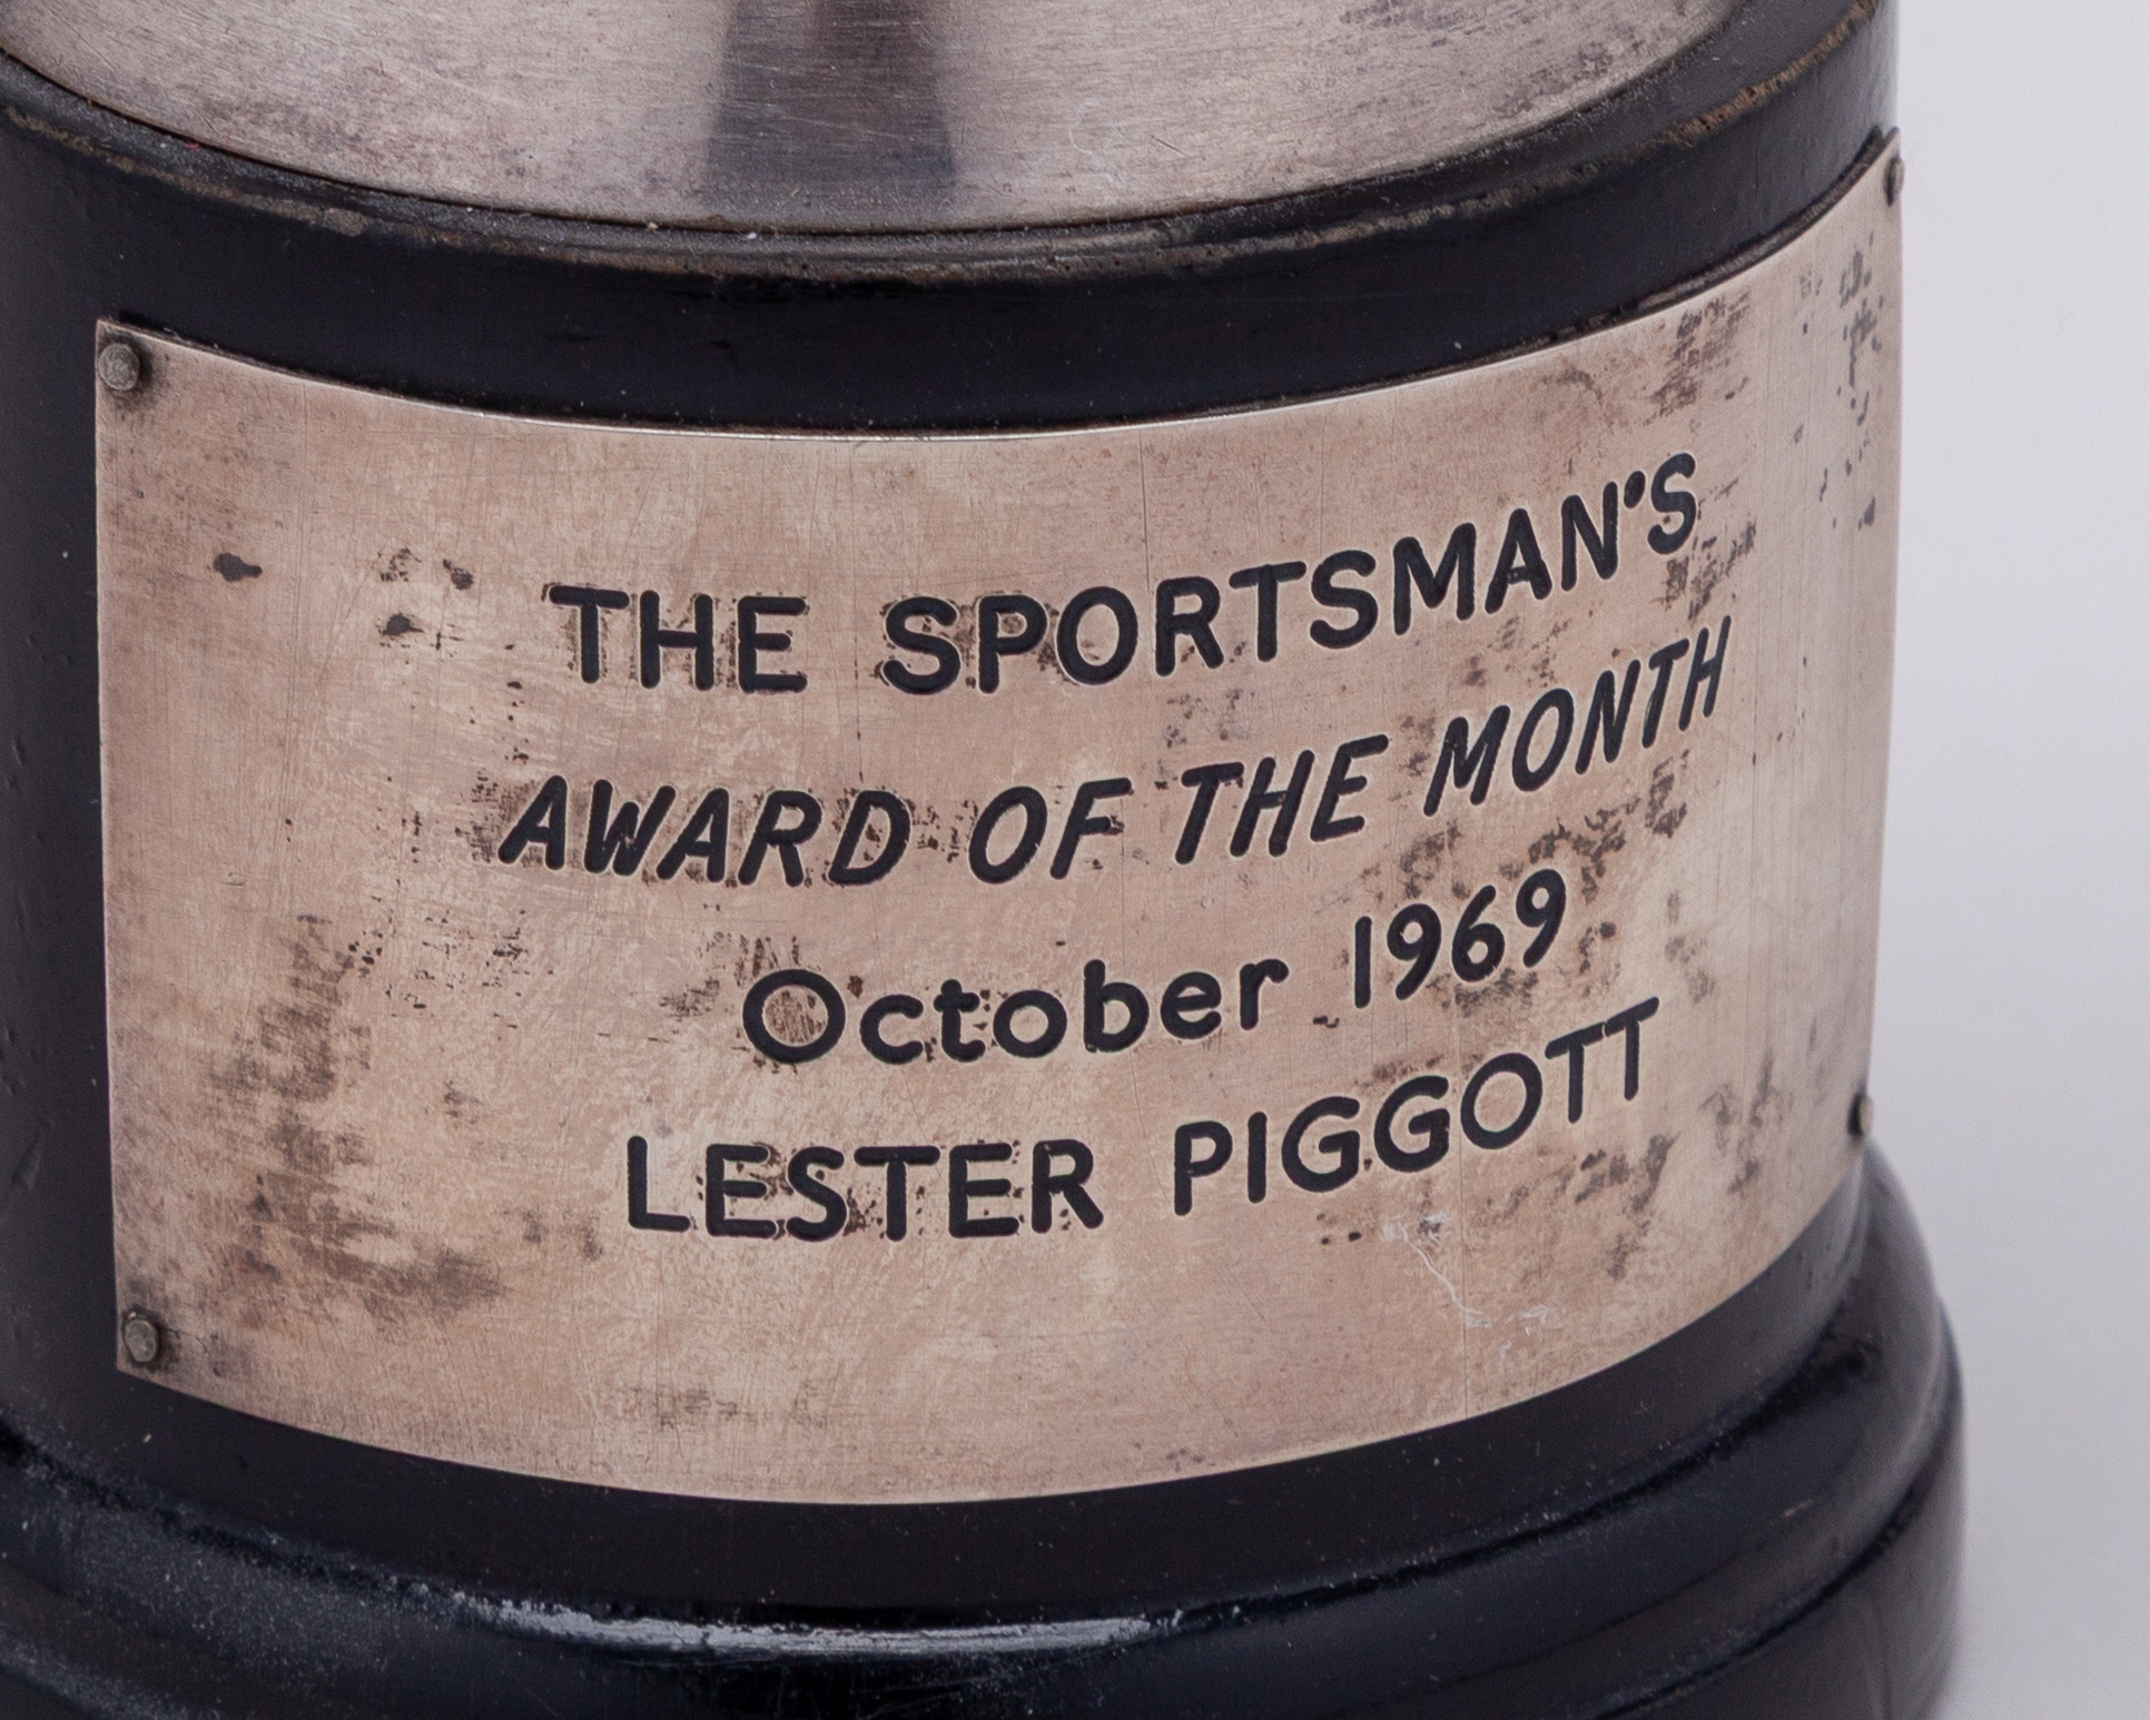 THE SPORTSMAN'S
AWARD OF THE MONTH
October 1969
LESTER PIGGOTT